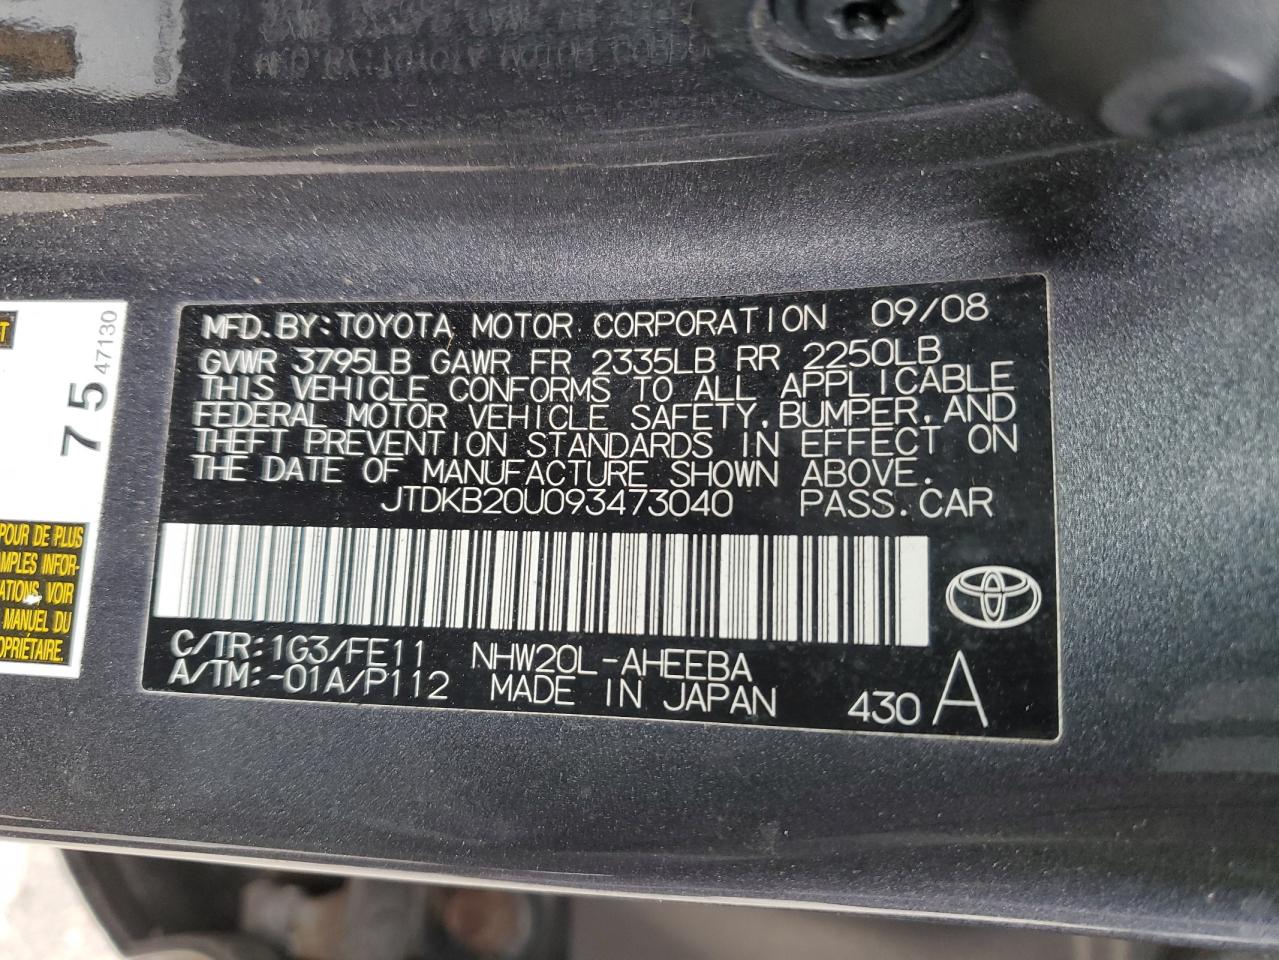 MFD. BY: TOYOTA MOTOR CORPORATION 09/08
GVWR 3795LB GAWR FR 2335LB RR 2250LB
THIS VEHICLE CONFORMS TO ALL APPLICABLE
FEDERAL MOTOR VEHICLE SAFETY, BUMPER, AND
THEFT PREVENTION STANDARDS IN EFFECT ON
THE DATE OF MANUFACTURE SHOWN ABOVE.
JTDKB20U093473040 PASS. CAR
C/TR: 1G3/FE11 NHW20L-AHEEBA
A/TM: -01A/P112 MADE IN JAPAN 430 A
75
47130
POUR DE PLUS
AMPLES INFOR-
ATIONS, VOIR
MANUEL DU